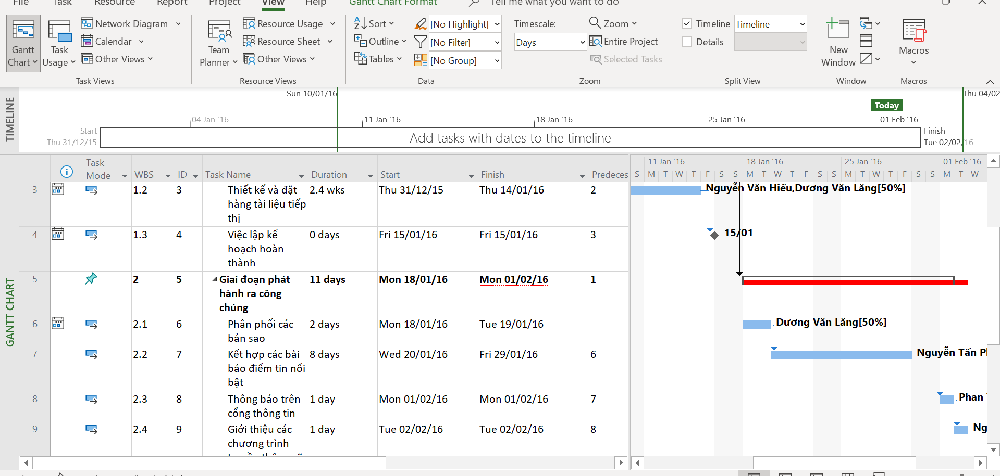 File Task Resource Report Project View Help Gantt Chart Format Tell me what you want to do
Gantt
Chart
Task
Usage
Network Diagram
Calendar
Other Views
Task Views
Team
Planner
Resource Usage
Resource Sheet
Other Views
Resource Views
Sort
Outline
Tables
[No Highlight]
[No Filter]
[No Group]
Data
Timescale:
Days
Zoom
Entire Project
Selected Tasks
Zoom
Timeline Timeline
Details
Split View
New
Window
Window
Macros
Macros
TIMELINE
Sun 10/01/16
Thu 04/02
Today
04 Jan '16 11 Jan '16 18 Jan '16 25 Jan '16 01 Feb '16
Start
Thu 31/12/15
Add tasks with dates to the timeline
Finish
Tue 02/02/16
GANTT CHART
Task
Mode WBS ID Task Name Duration Start Finish Predeces
11 Jan '16 18 Jan '16 25 Jan '16 01 Feb '16
S M T W T F S S M T W T F S S M T W T F S S M T W
3 1.2 3 Thiết kế và đặt 2.4 wks Thu 31/12/15 Thu 14/01/16 2
hàng tài liệu tiếp
thị
Nguyễn Văn Hiếu,Dương Văn Lăng[50%]
4 1.3 4 Việc lập kế 0 days Fri 15/01/16 Fri 15/01/16 3
hoạch hoàn
thành
15/01
5 2 5 Giai đoạn phát 11 days Mon 18/01/16 Mon 01/02/16 1
hành ra công
chúng
6 2.1 6 Phân phối các 2 days Mon 18/01/16 Tue 19/01/16
bản sao
Dương Văn Lăng[50%]
7 2.2 7 Kết hợp các bài 8 days Wed 20/01/16 Fri 29/01/16 6
báo điểm tin nổi
bật
Nguyễn Tấn P
8 2.3 8 Thông báo trên 1 day Mon 01/02/16 Mon 01/02/16 7
cổng thông tin
Phan
9 2.4 9 Giới thiệu các 1 day Tue 02/02/16 Tue 02/02/16 8
chương trình
Ng